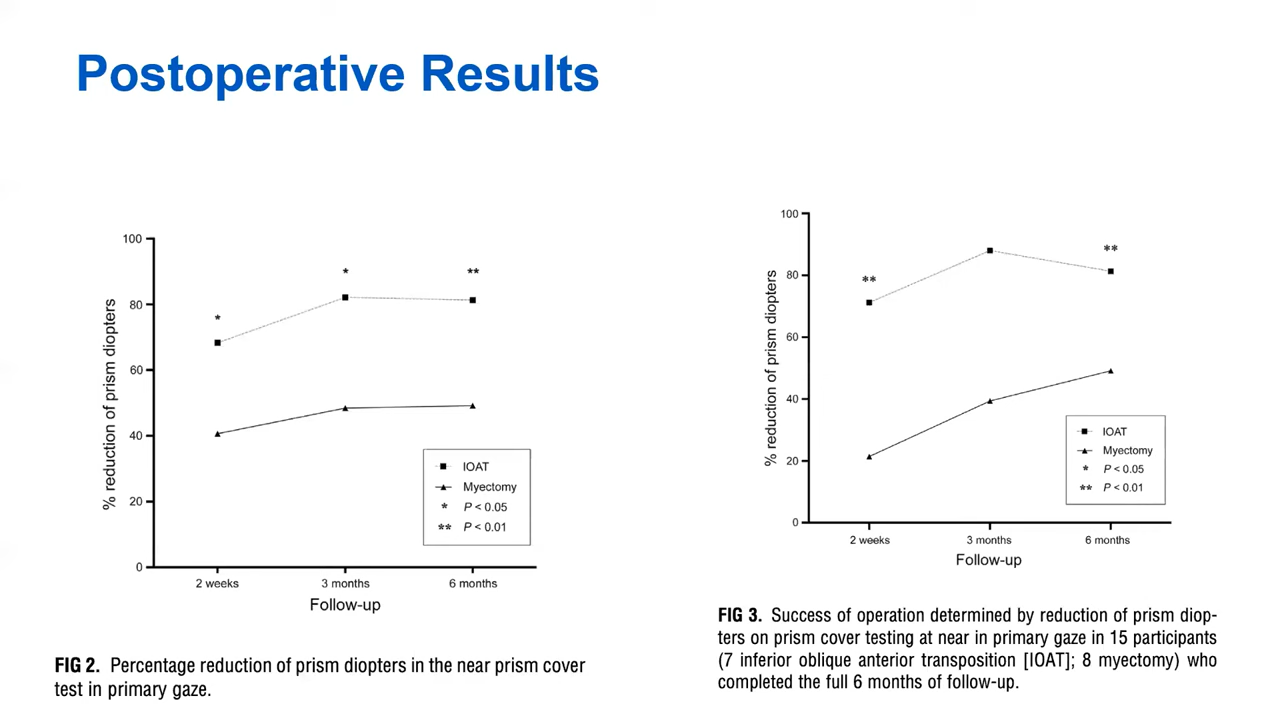 Postoperative Results
100
80
60
40
20
0
% reduction of prism diopters
*
*
**
IOAT
Myectomy
* P < 0.05
** P < 0.01
2 weeks 3 months 6 months
Follow-up
FIG 2. Percentage reduction of prism diopters in the near prism cover
test in primary gaze.
100
80
60
40
20
0
% reduction of prism diopters
**
**
IOAT
Myectomy
* P < 0.05
** P < 0.01
2 weeks 3 months 6 months
Follow-up
FIG 3. Success of operation determined by reduction of prism diop-
ters on prism cover testing at near in primary gaze in 15 participants
(7 inferior oblique anterior transposition [IOAT]; 8 myectomy) who
completed the full 6 months of follow-up.